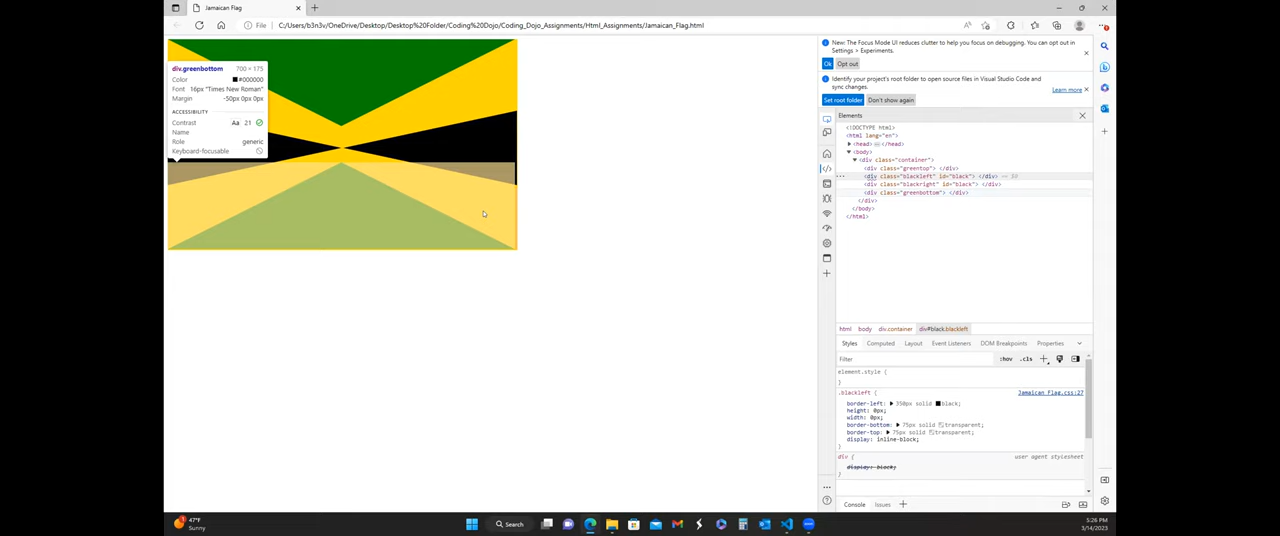 Jamaican Flag
File C:/Users/b3n3v/OneDrive/Desktop/Desktop%20Folder/Coding%20Dojo/Coding_Dojo_Assignments/Html_Assignments/Jamaican_Flag.html
div.greenbottom 700 × 175
Color #000000
Font 16px "Times New Roman"
Margin -50px 0px 0px
ACCESSIBILITY
Contrast Aa 21
Name
Role generic
Keyboard-focusable
New: The Focus Mode UI reduces clutter to help you focus on debugging. You can opt out in
Settings > Experiments.
Ok Opt out
Identify your project's root folder to open source files in Visual Studio Code and
sync changes.
Learn more
Set root folder Don't show again
Elements
<!DOCTYPE html>
<html lang="en">
<head> </head>
<body>
<div class="container">
<div class="greentop"> </div>
<div class="blackleft" id="black"> </div> == $0
<div class="blackright" id="black"> </div>
<div class="greenbottom"> </div>
</div>
</body>
</html>
html body div.container div#black.blackleft
Styles Computed Layout Event Listeners DOM Breakpoints Properties
Filter :hov .cls
element.style {
}
.blackleft { Jamaican Flag.css:27
border-left: 350px solid black;
height: 0px;
width: 0px;
border-bottom: 75px solid transparent;
border-top: 75px solid transparent;
display: inline-block;
}
div { user agent stylesheet
display: block;
}
Console Issues
47°F
Sunny
Search
5:26 PM
3/14/2023